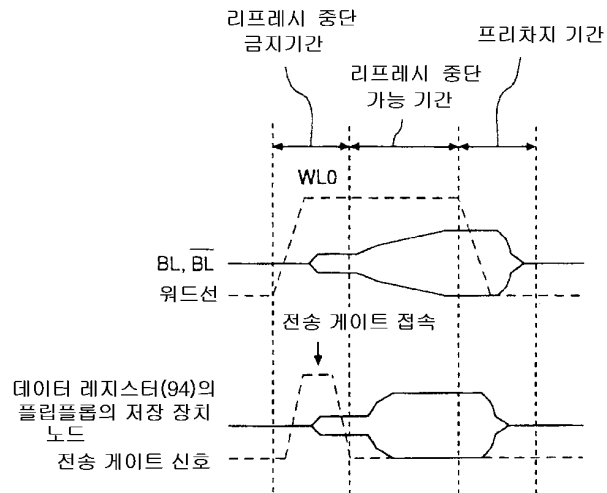 리프레시 중단
금지기간
프리차지 기간
리프레시 중단
가능 기간
WL0
BL, B̅L̅
워드선
전송 게이트 접속
데이터 레지스터(94)의
플립플롭의 저장 장치
노드
전송 게이트 신호